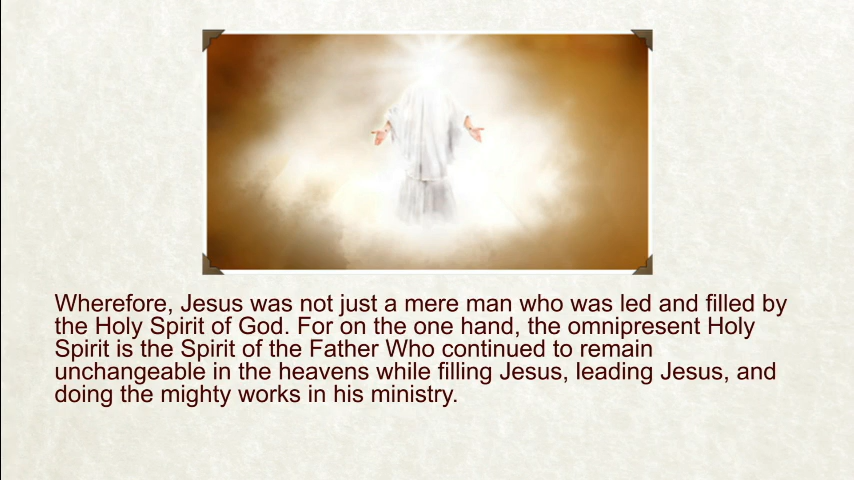 Wherefore, Jesus was not just a mere man who was led and filled by
the Holy Spirit of God. For on the one hand, the omnipresent Holy
Spirit is the Spirit of the Father Who continued to remain
unchangeable in the heavens while filling Jesus, leading Jesus, and
doing the mighty works in his ministry.